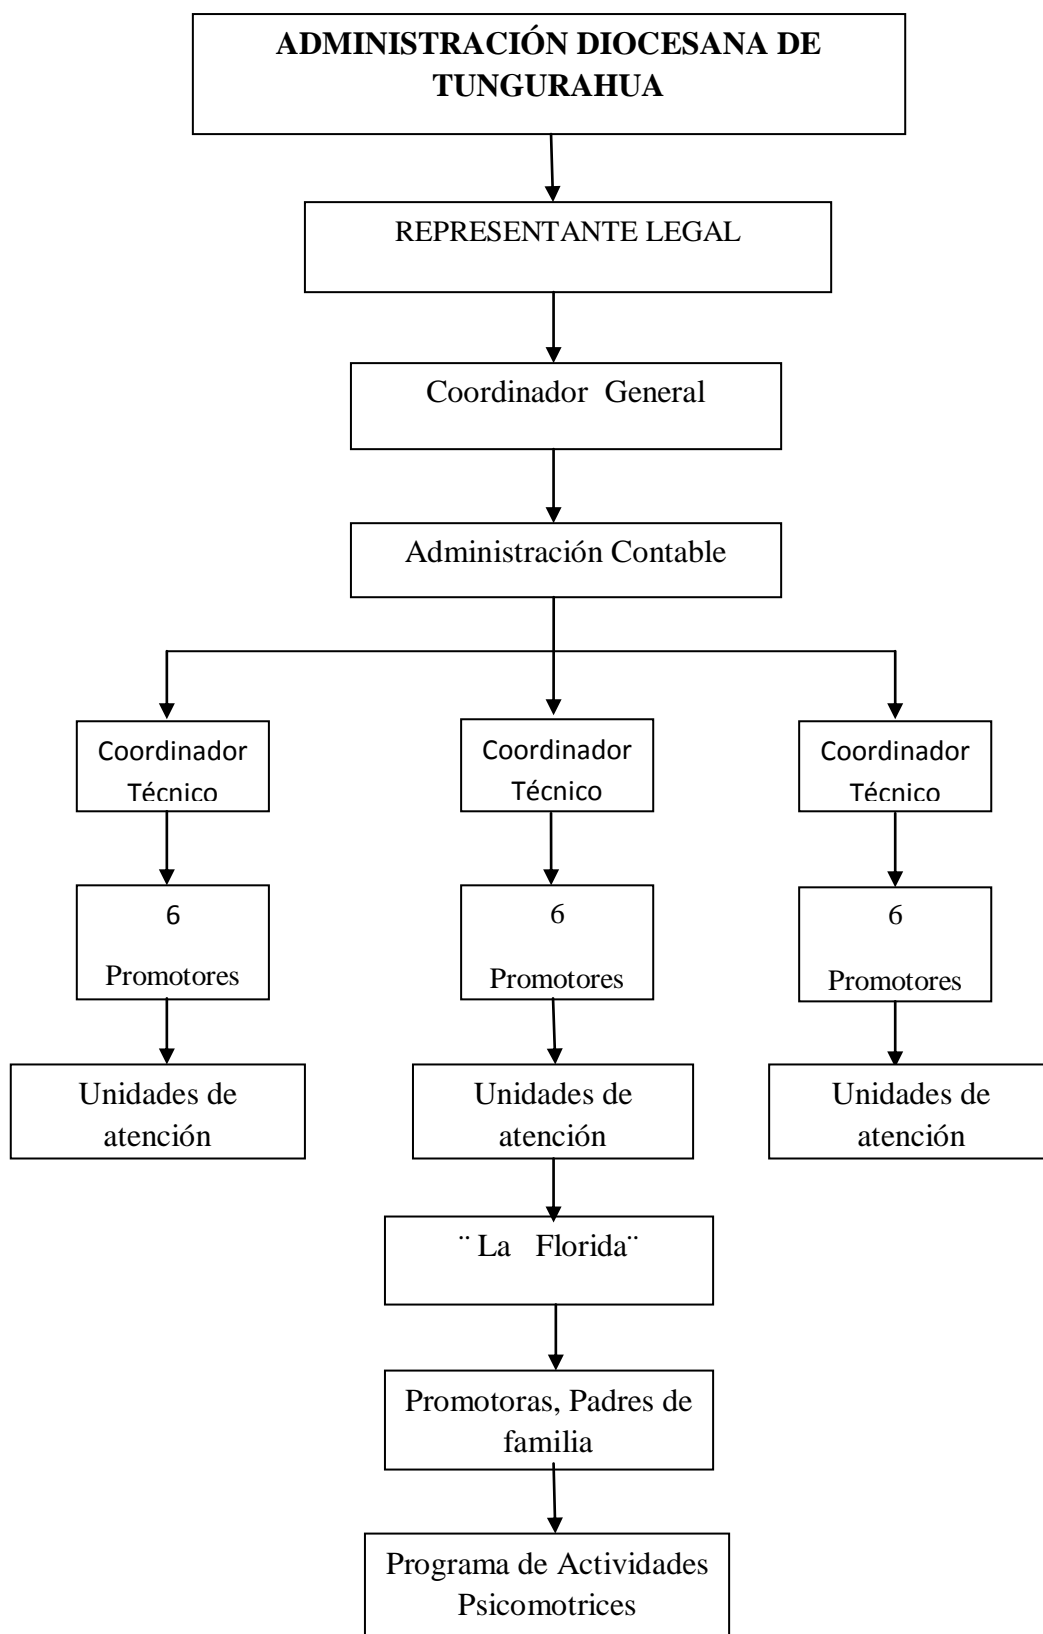 ADMINISTRACIÓN DIOCESANA DE
TUNGURAHUA
REPRESENTANTE LEGAL
Coordinador General
Administración Contable
Coordinador
Técnico
Coordinador
Técnico
Coordinador
Técnico
6
Promotores
6
Promotores
6
Promotores
Unidades de
atención
Unidades de
atención
Unidades de
atención
¨ La Florida¨
Promotoras, Padres de
familia
Programa de Actividades
Psicomotrices